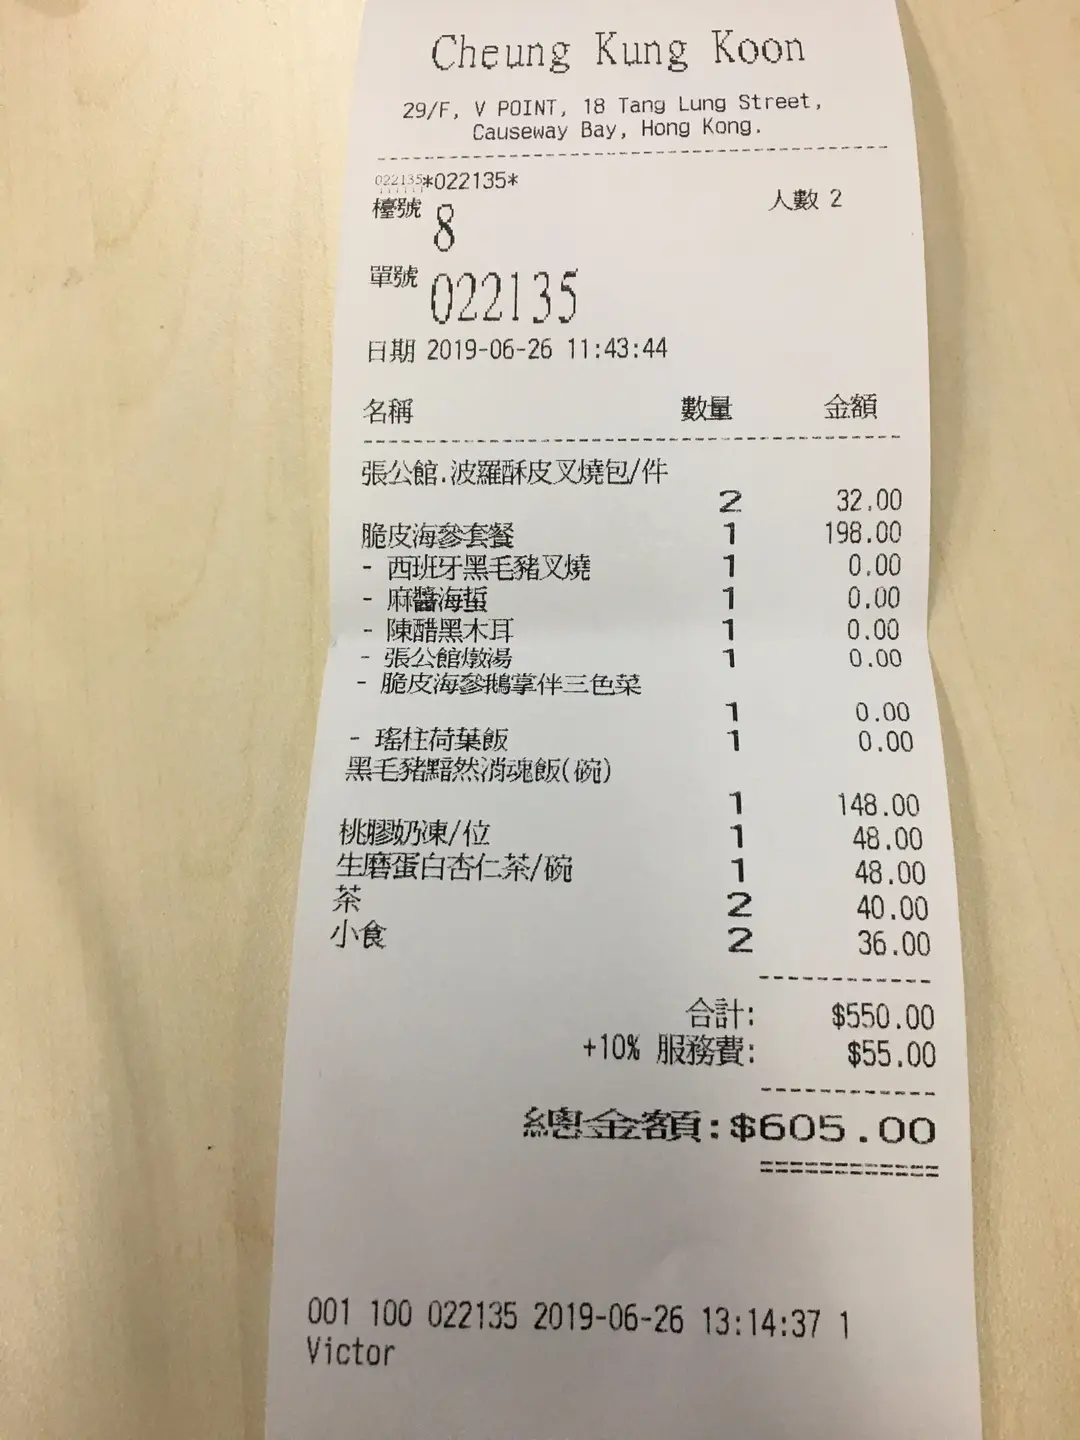 Cheung Kung Koon
29/F, V POINT, 18 Tang Lung Street,
Causeway Bay, Hong Kong.
022135*022135*
檯號 8 人數 2
單號 022135
日期 2019-06-26 11:43:44
名稱 數量 金額
張公館.波羅酥皮叉燒包/件
2 32.00
脆皮海參套餐 1 198.00
- 西班牙黑毛豬叉燒 1 0.00
- 麻醬海蜇 1 0.00
- 陳醋黑木耳 1 0.00
- 張公館燉湯 1 0.00
- 脆皮海參鵝掌伴三色菜
1 0.00
- 瑤柱荷葉飯 1 0.00
黑毛豬黯然消魂飯(碗)
1 148.00
桃膠奶凍/位 1 48.00
生磨蛋白杏仁茶/碗 1 48.00
茶 2 40.00
小食 2 36.00
合計: $550.00
+10% 服務費: $55.00
總金額:$605.00
001 100 022135 2019-06-26 13:14:37 1
Victor